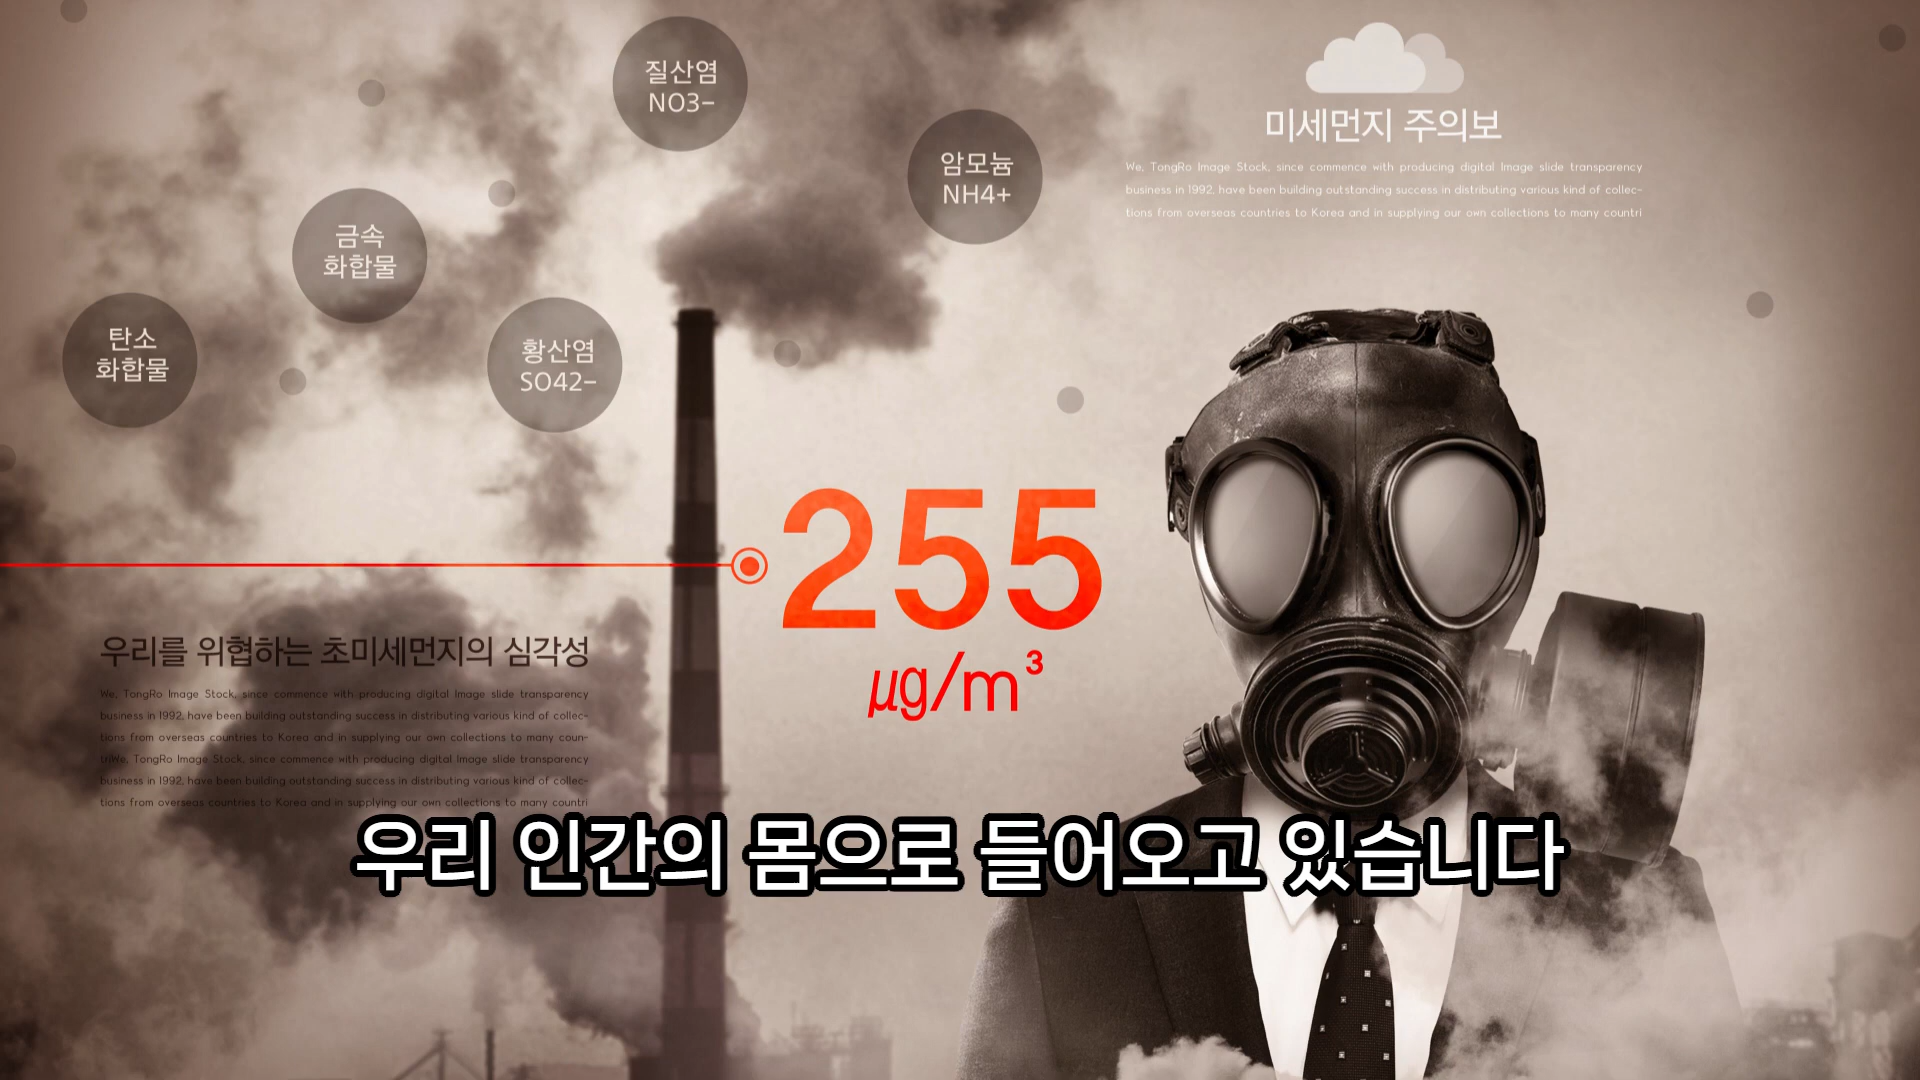 질산염
NO3-
암모늄
NH4+
금속
화합물
탄소
화합물
황산염
SO42-
미세먼지 주의보
We, TongRo Image Stock, since commence with producing digital Image slide transparency
business in 1992, have been building outstanding success in distributing various kind of collec-
tions from overseas countries to Korea and in supplying our own collections to many countri
255
µg/m³
우리를 위협하는 초미세먼지의 심각성
We, TongRo Image Stock, since commence with producing digital Image slide transparency
business in 1992, have been building outstanding success in distributing various kind of collec-
tions from overseas countries to Korea and in supplying our own collections to many coun-
triWe, TongRo Image Stock, since commence with producing digital Image slide transparency
business in 1992, have been building outstanding success in distributing various kind of collec-
tions from overseas countries to Korea and in supplying our own collections to many countri
우리 인간의 몸으로 들어오고 있습니다